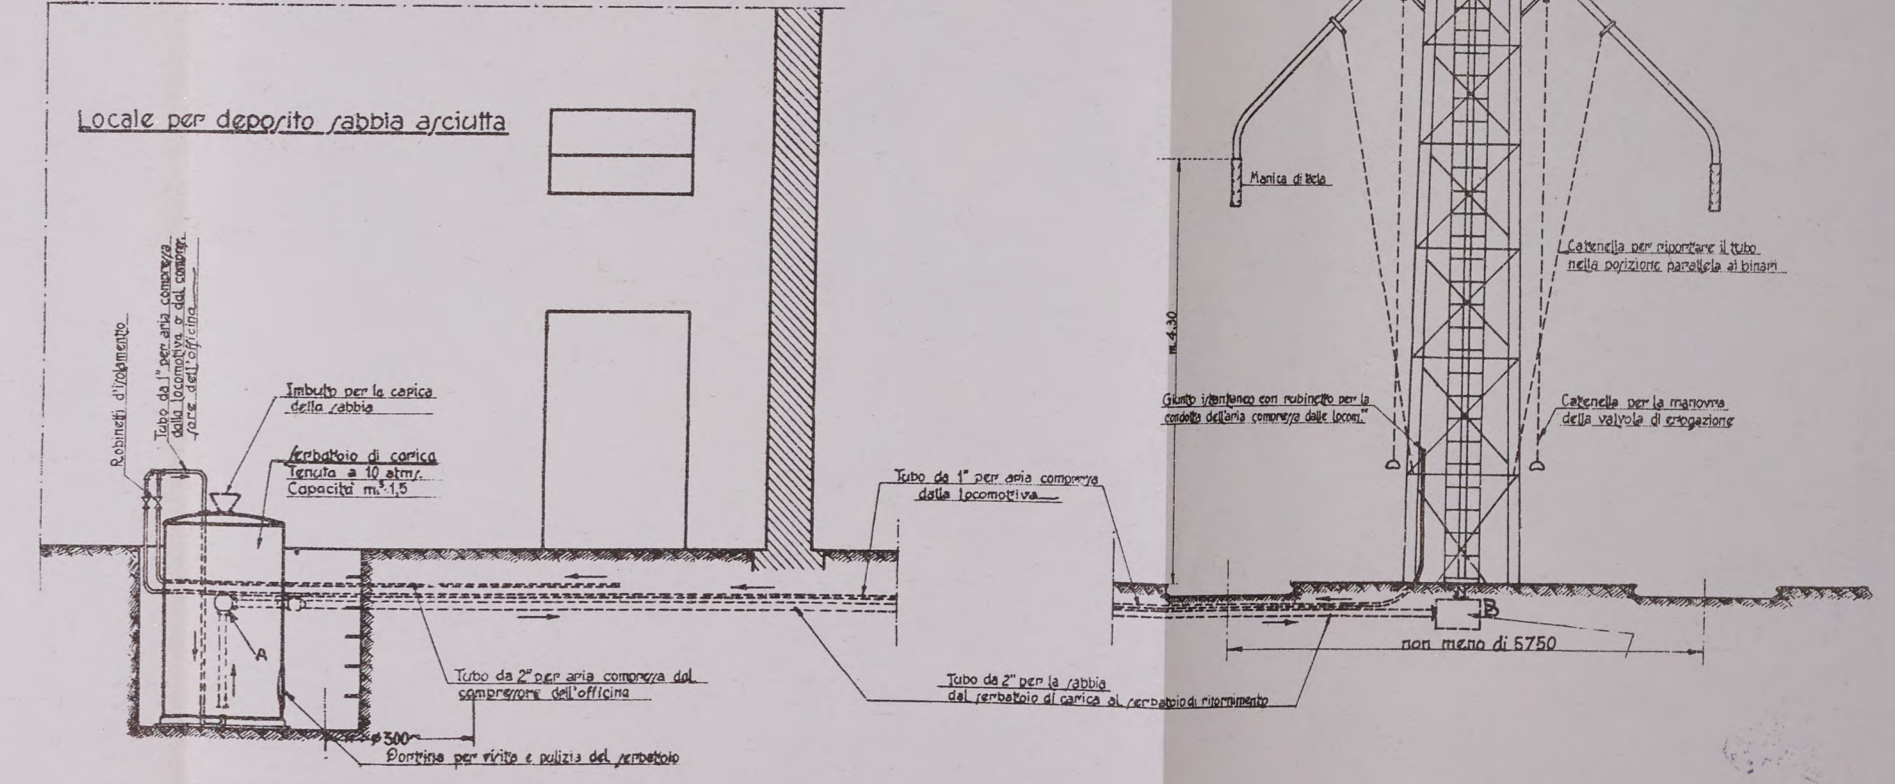 Locale per deposito sabbia asciutta
Manica di tela
Catenella per riportare il tubo
nella posizione parallela ai binari
m. 4.30
Robinetti d'isolamento
Tubo da 1" per aria compressa
dalla locomotiva o dal compres
sore dell'officina
Imbuto per la carica
della sabbia
Serbatoio di carica
Tenuta a 10 atms.
Capacità m.³ 1,5
Giunto istantaneo con rubinetto per la
condotta dell'aria compressa dalle locom.ve
Catenella per la manovra
della valvola di erogazione
Tubo da 1" per aria compressa
dalla locomotiva
A
B
non meno di 5750
Tubo da 2" per aria compressa dal
compressore dell'officina
Tubo da 2" per la sabbia
dal serbatoio di carica al serbatoio di rifornimento
ø 300
Portina per visita e pulizia del serbatoio